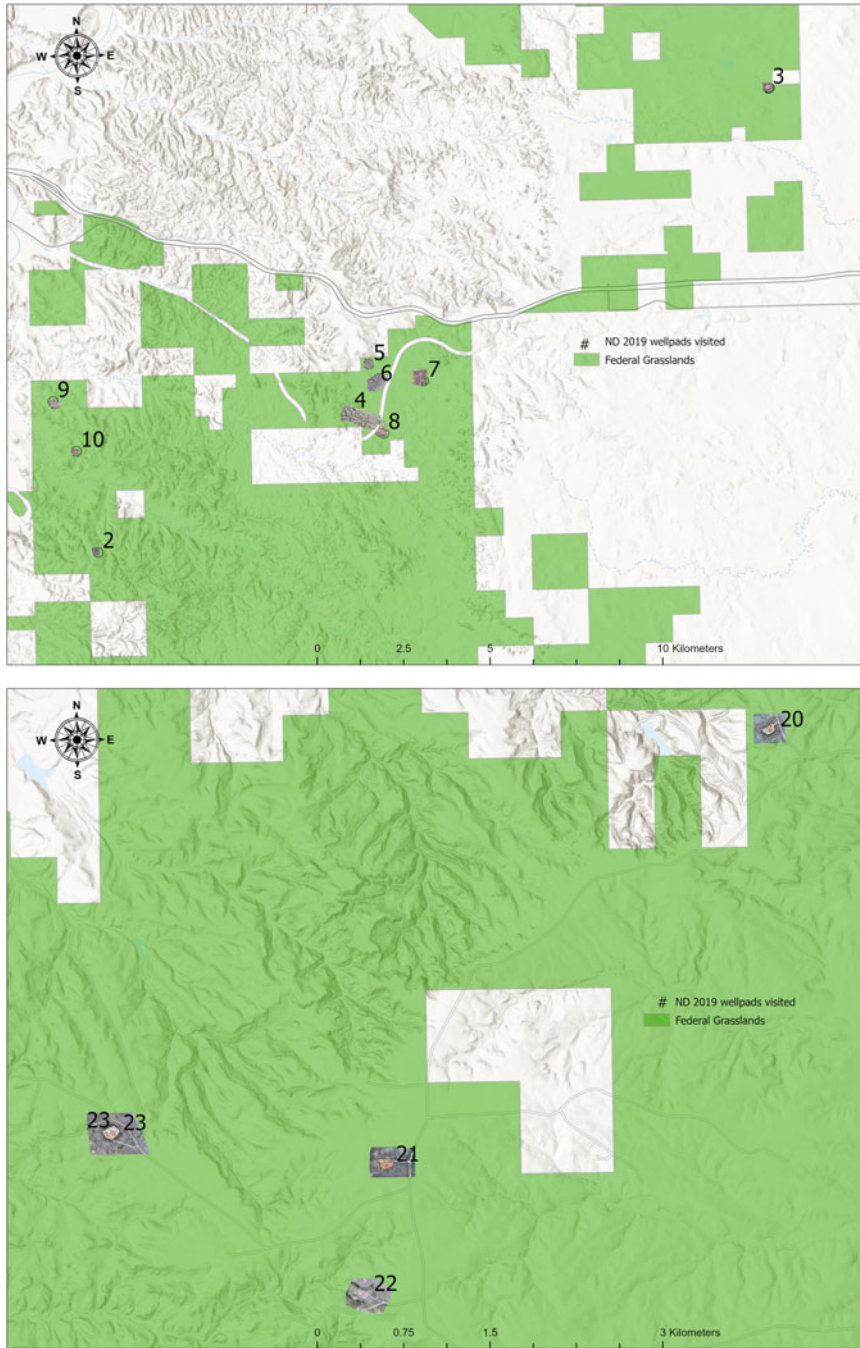 N
W E
S
3
5
6
7
9
4
8
10
2
# ND 2019 wellpads visited
Federal Grasslands
0 2.5 5 10 Kilometers
N
W E
S
20
# ND 2019 wellpads visited
Federal Grasslands
23 23
21
22
0 0.75 1.5 3 Kilometers